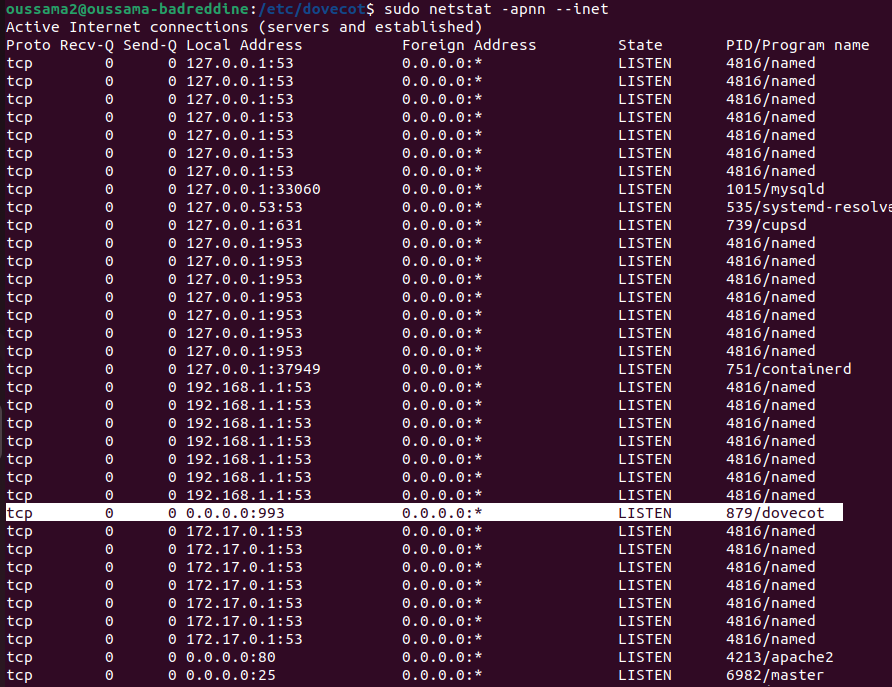 oussama2@oussama-badreddine:/etc/dovecot$ sudo netstat -apnn --inet
Active Internet connections (servers and established)
Proto Recv-Q Send-Q Local Address           Foreign Address         State       PID/Program name
tcp        0      0 127.0.0.1:53            0.0.0.0:*               LISTEN      4816/named
tcp        0      0 127.0.0.1:53            0.0.0.0:*               LISTEN      4816/named
tcp        0      0 127.0.0.1:53            0.0.0.0:*               LISTEN      4816/named
tcp        0      0 127.0.0.1:53            0.0.0.0:*               LISTEN      4816/named
tcp        0      0 127.0.0.1:53            0.0.0.0:*               LISTEN      4816/named
tcp        0      0 127.0.0.1:53            0.0.0.0:*               LISTEN      4816/named
tcp        0      0 127.0.0.1:53            0.0.0.0:*               LISTEN      4816/named
tcp        0      0 127.0.0.1:33060         0.0.0.0:*               LISTEN      1015/mysqld
tcp        0      0 127.0.0.53:53           0.0.0.0:*               LISTEN      535/systemd-resolve
tcp        0      0 127.0.0.1:631           0.0.0.0:*               LISTEN      739/cupsd
tcp        0      0 127.0.0.1:953           0.0.0.0:*               LISTEN      4816/named
tcp        0      0 127.0.0.1:953           0.0.0.0:*               LISTEN      4816/named
tcp        0      0 127.0.0.1:953           0.0.0.0:*               LISTEN      4816/named
tcp        0      0 127.0.0.1:953           0.0.0.0:*               LISTEN      4816/named
tcp        0      0 127.0.0.1:953           0.0.0.0:*               LISTEN      4816/named
tcp        0      0 127.0.0.1:953           0.0.0.0:*               LISTEN      4816/named
tcp        0      0 127.0.0.1:953           0.0.0.0:*               LISTEN      4816/named
tcp        0      0 127.0.0.1:37949         0.0.0.0:*               LISTEN      751/containerd
tcp        0      0 192.168.1.1:53          0.0.0.0:*               LISTEN      4816/named
tcp        0      0 192.168.1.1:53          0.0.0.0:*               LISTEN      4816/named
tcp        0      0 192.168.1.1:53          0.0.0.0:*               LISTEN      4816/named
tcp        0      0 192.168.1.1:53          0.0.0.0:*               LISTEN      4816/named
tcp        0      0 192.168.1.1:53          0.0.0.0:*               LISTEN      4816/named
tcp        0      0 192.168.1.1:53          0.0.0.0:*               LISTEN      4816/named
tcp        0      0 192.168.1.1:53          0.0.0.0:*               LISTEN      4816/named
tcp        0      0 0.0.0.0:993             0.0.0.0:*               LISTEN      879/dovecot
tcp        0      0 172.17.0.1:53           0.0.0.0:*               LISTEN      4816/named
tcp        0      0 172.17.0.1:53           0.0.0.0:*               LISTEN      4816/named
tcp        0      0 172.17.0.1:53           0.0.0.0:*               LISTEN      4816/named
tcp        0      0 172.17.0.1:53           0.0.0.0:*               LISTEN      4816/named
tcp        0      0 172.17.0.1:53           0.0.0.0:*               LISTEN      4816/named
tcp        0      0 172.17.0.1:53           0.0.0.0:*               LISTEN      4816/named
tcp        0      0 172.17.0.1:53           0.0.0.0:*               LISTEN      4816/named
tcp        0      0 0.0.0.0:80              0.0.0.0:*               LISTEN      4213/apache2
tcp        0      0 0.0.0.0:25              0.0.0.0:*               LISTEN      6982/master